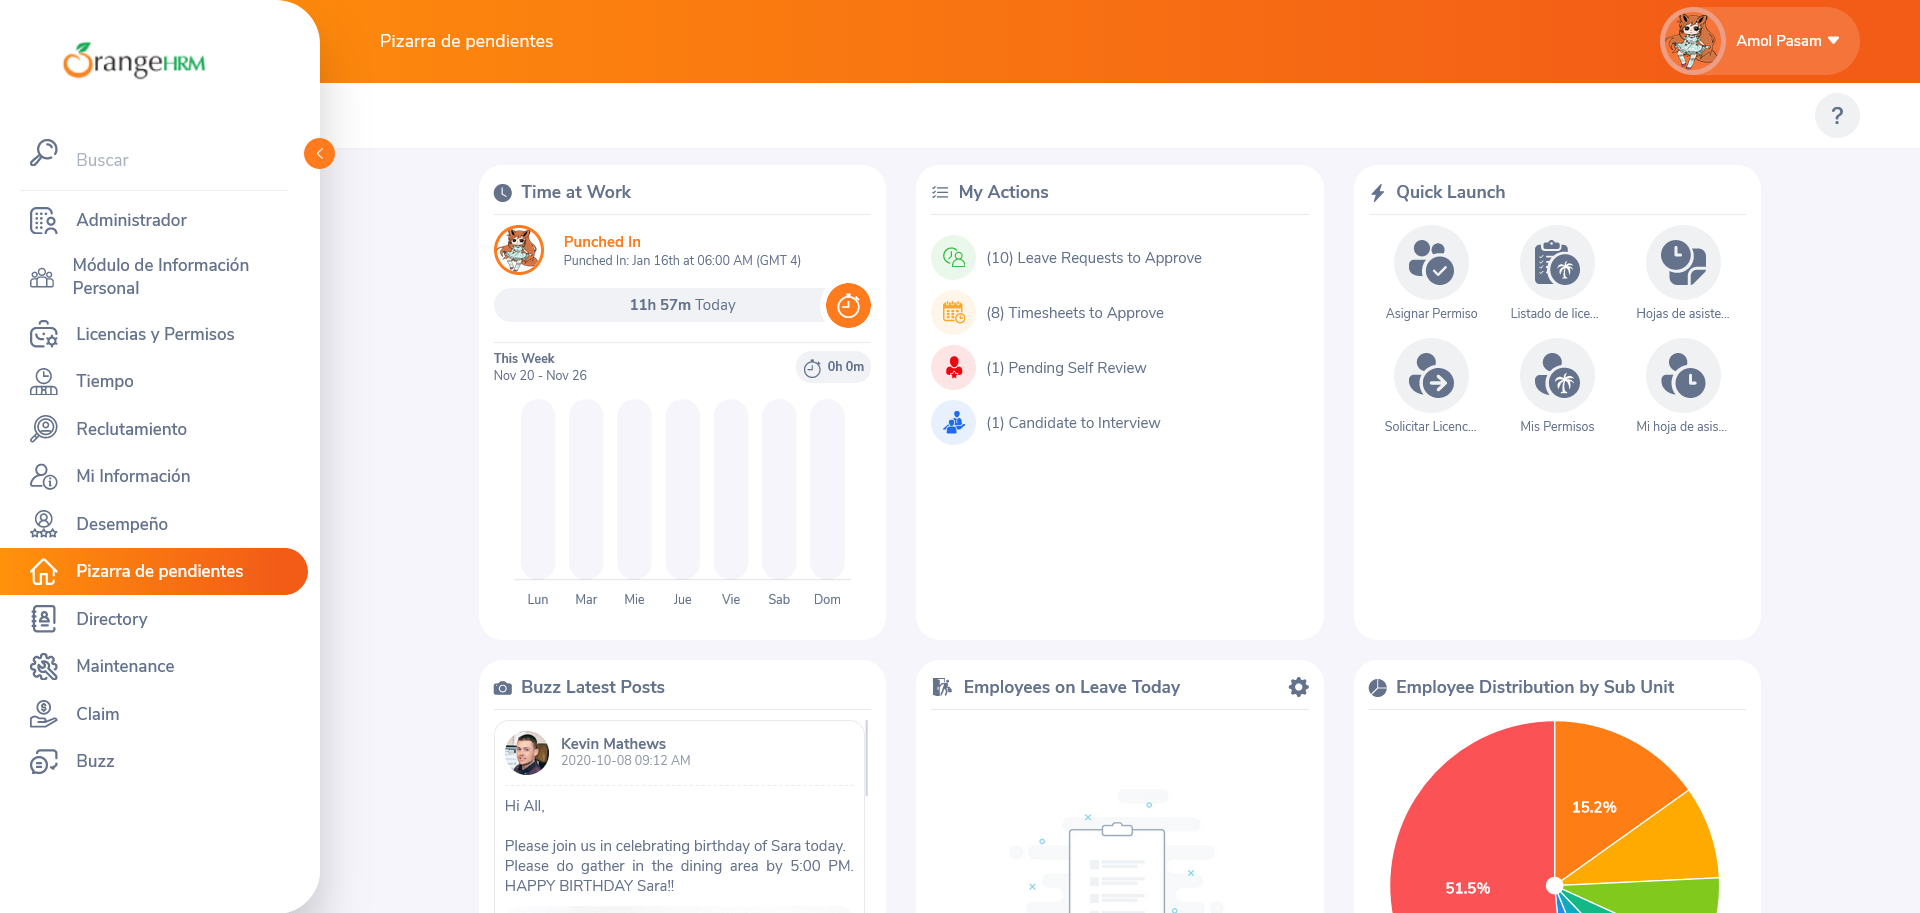 OrangeHRM
Pizarra de pendientes
Amol Pasam
?
Buscar
Administrador
Módulo de Información
Personal
Licencias y Permisos
Tiempo
Reclutamiento
Mi Información
Desempeño
Pizarra de pendientes
Directory
Maintenance
Claim
Buzz
Time at Work
Punched In
Punched In: Jan 16th at 06:00 AM (GMT 4)
11h 57m Today
This Week
Nov 20 - Nov 26
0h 0m
Lun Mar Mie Jue Vie Sab Dom
My Actions
(10) Leave Requests to Approve
(8) Timesheets to Approve
(1) Pending Self Review
(1) Candidate to Interview
Quick Launch
Asignar Permiso
Listado de lice...
Hojas de asiste...
Solicitar Licenc...
Mis Permisos
Mi hoja de asis...
Buzz Latest Posts
Kevin Mathews
2020-10-08 09:12 AM
Hi All,
Please join us in celebrating birthday of Sara today.
Please do gather in the dining area by 5:00 PM.
HAPPY BIRTHDAY Sara!!
Employees on Leave Today
Employee Distribution by Sub Unit
15.2%
51.5%